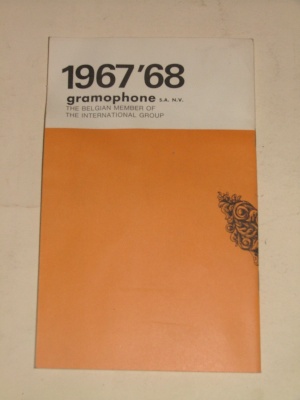 1967'68
gramophone S.A. N.V.
THE BELGIAN MEMBER OF
THE INTERNATIONAL GROUP